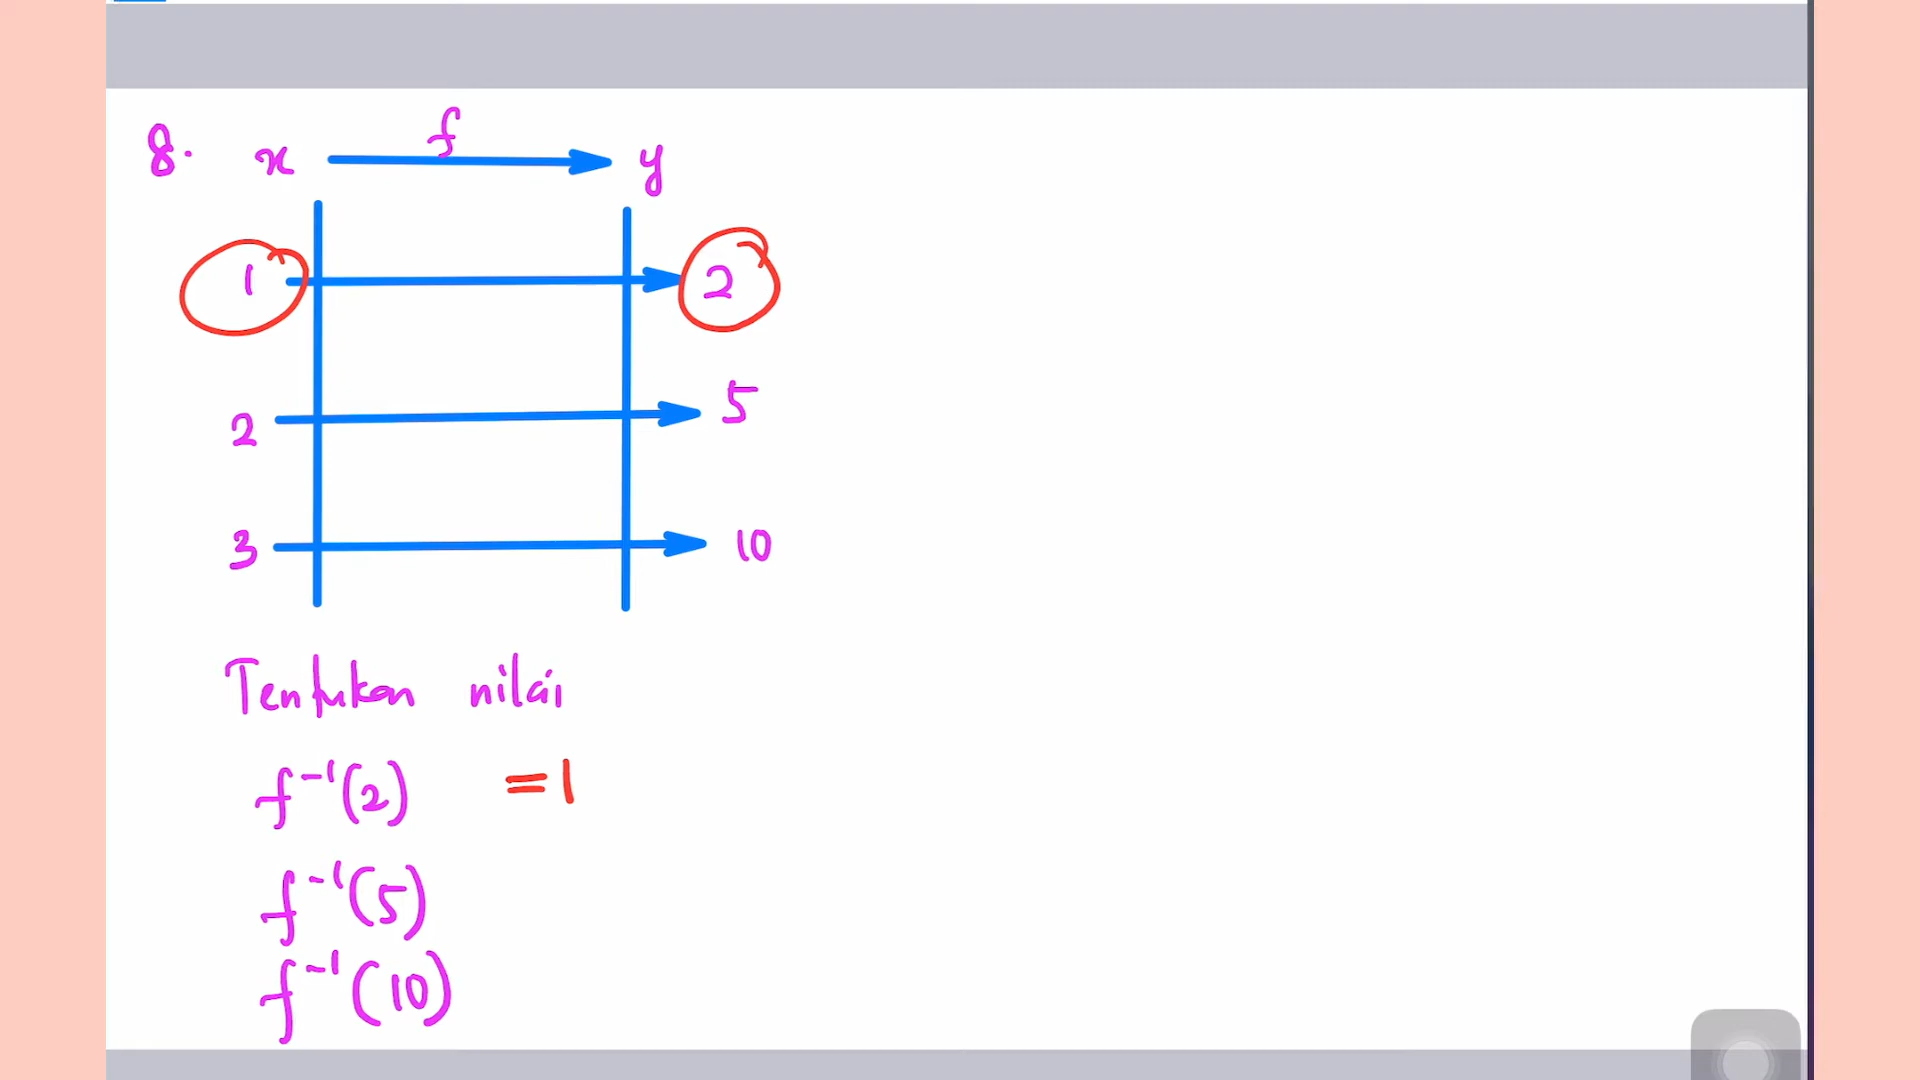 8. x f y
1 2
2 5
3 10
Tentukan nilai
f⁻¹(2) = 1
f⁻¹(5)
f⁻¹(10)